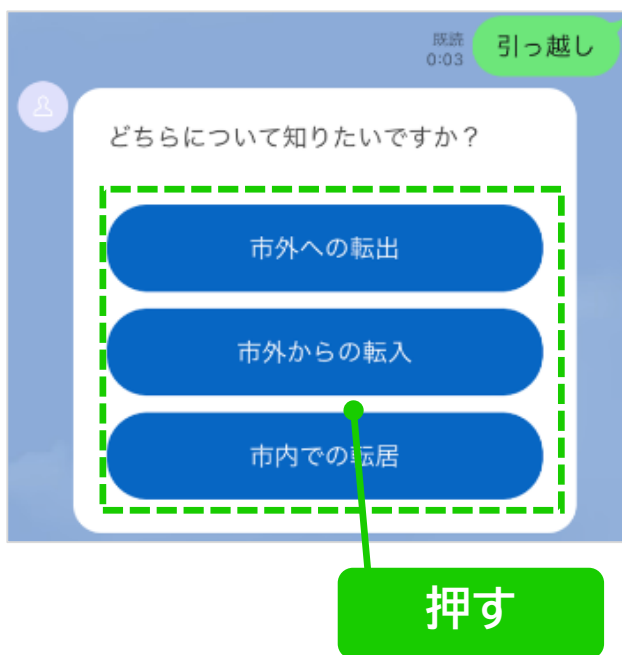 既読
0:03
引っ越し
どちらについて知りたいですか？
市外への転出
市外からの転入
市内での転居
押す